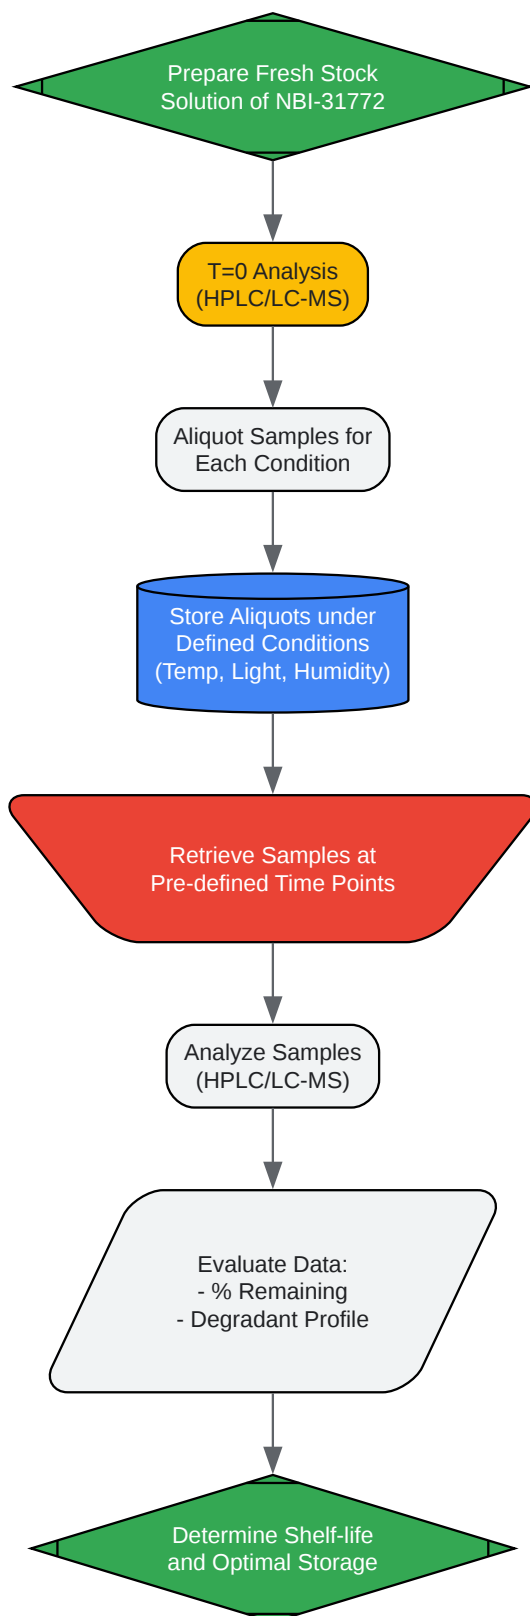 Prepare Fresh Stock
Solution of NBI-31772
T=0 Analysis
(HPLC/LC-MS)
Aliquot Samples for
Each Condition
Store Aliquots under
Defined Conditions
(Temp, Light, Humidity)
Retrieve Samples at
Pre-defined Time Points
Analyze Samples
(HPLC/LC-MS)
Evaluate Data:
- % Remaining
- Degradant Profile
Determine Shelf-life
and Optimal Storage